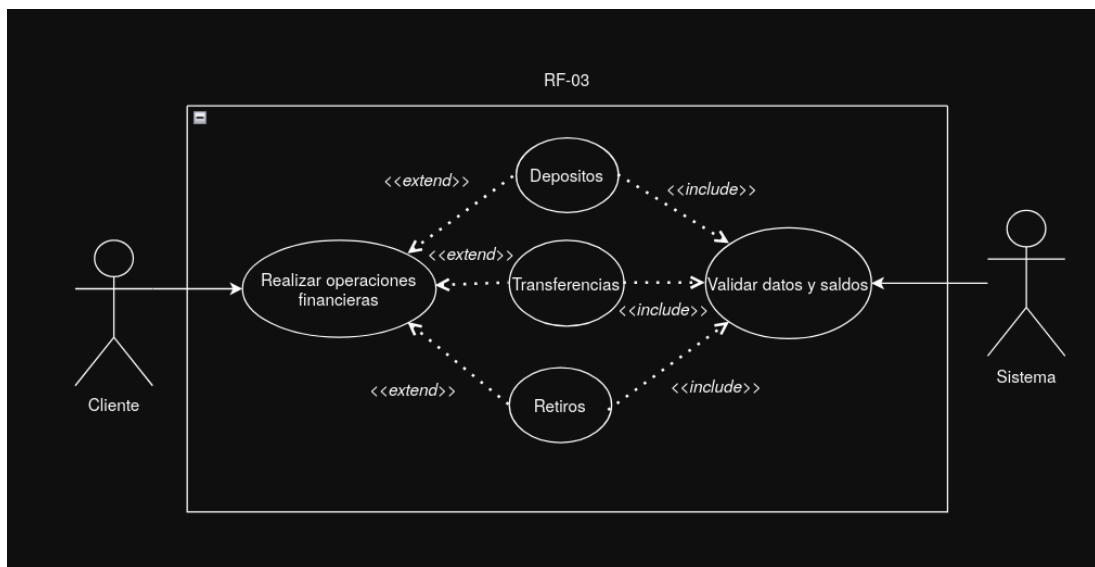 RF-03
Depositos
<<extend>>
<<include>>
<<extend>>
Realizar operaciones
financieras
Transferencias
Validar datos y saldos
<<include>>
Sistema
<<extend>>
<<include>>
Cliente
Retiros